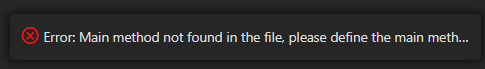 Error: Main method not found in the file, please define the main meth...